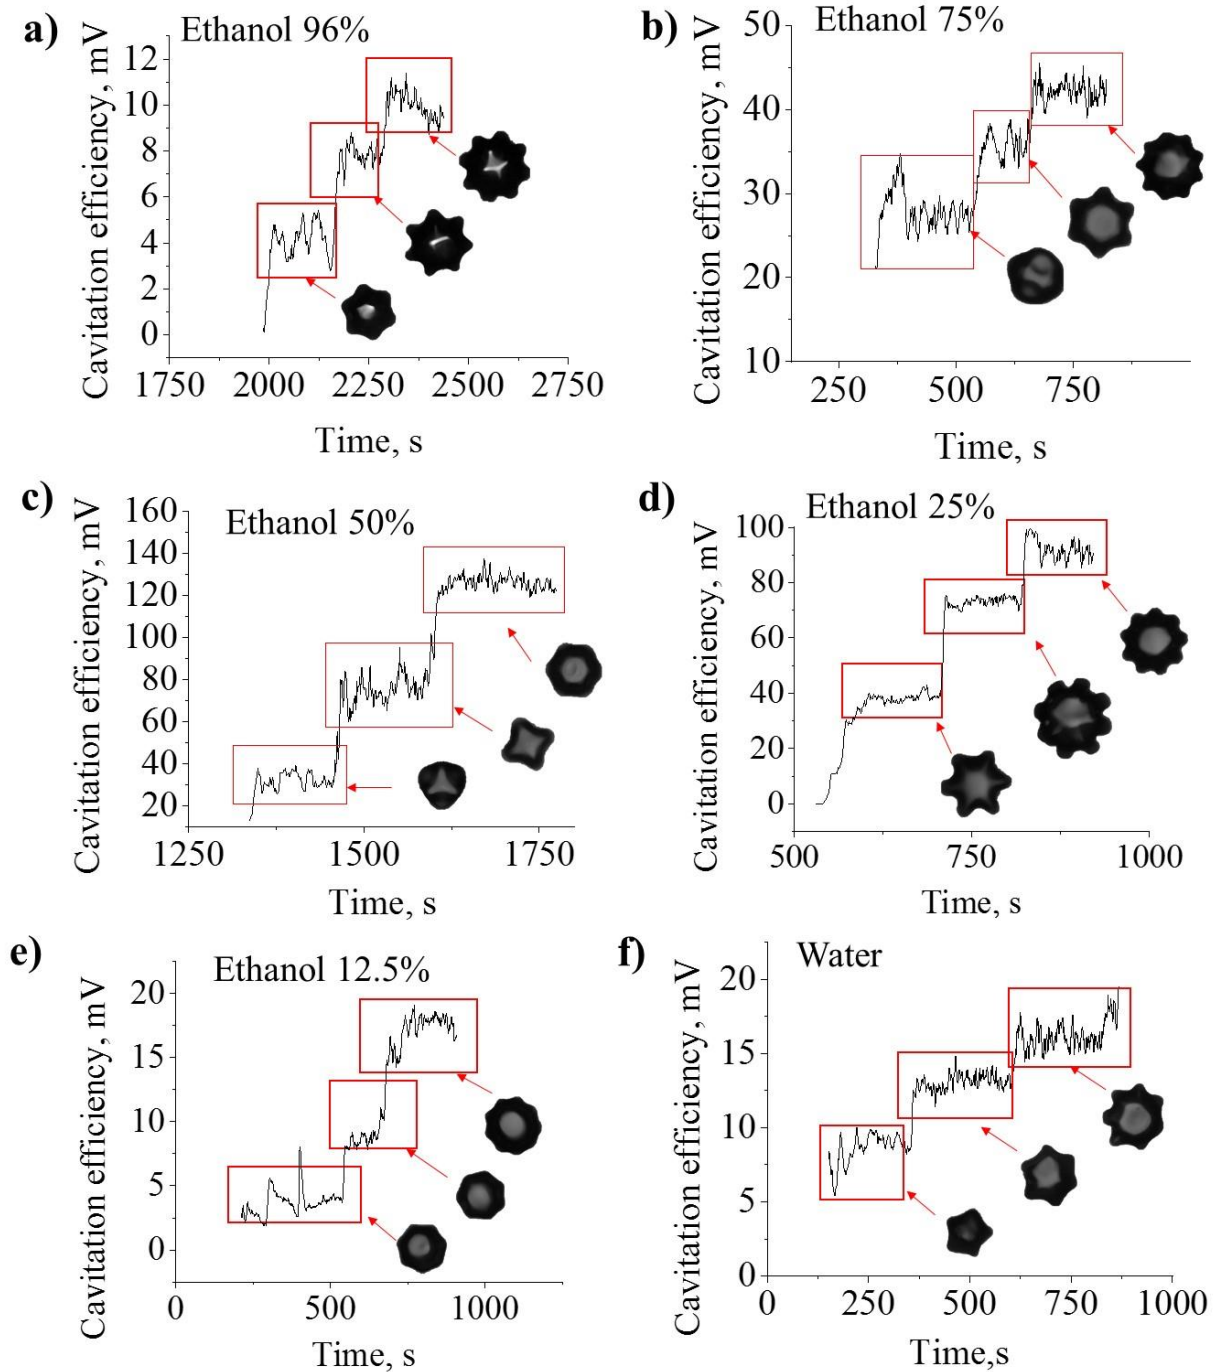 a)
Ethanol 96%
Cavitation efficiency, mV
12
10
8
6
4
2
0
1750
2000
2250
2500
2750
Time, s
b)
Ethanol 75%
Cavitation efficiency, mV
50
40
30
20
10
250
500
750
Time, s
c)
Ethanol 50%
Cavitation efficiency, mV
160
140
120
100
80
60
40
20
1250
1500
1750
Time, s
d)
Ethanol 25%
Cavitation efficiency, mV
100
80
60
40
20
0
500
750
1000
Time, s
e)
Ethanol 12.5%
Cavitation efficiency, mV
20
15
10
5
0
0
500
1000
Time, s
f)
Water
Cavitation efficiency, mV
20
15
10
5
0
0
250
500
750
1000
Time,s